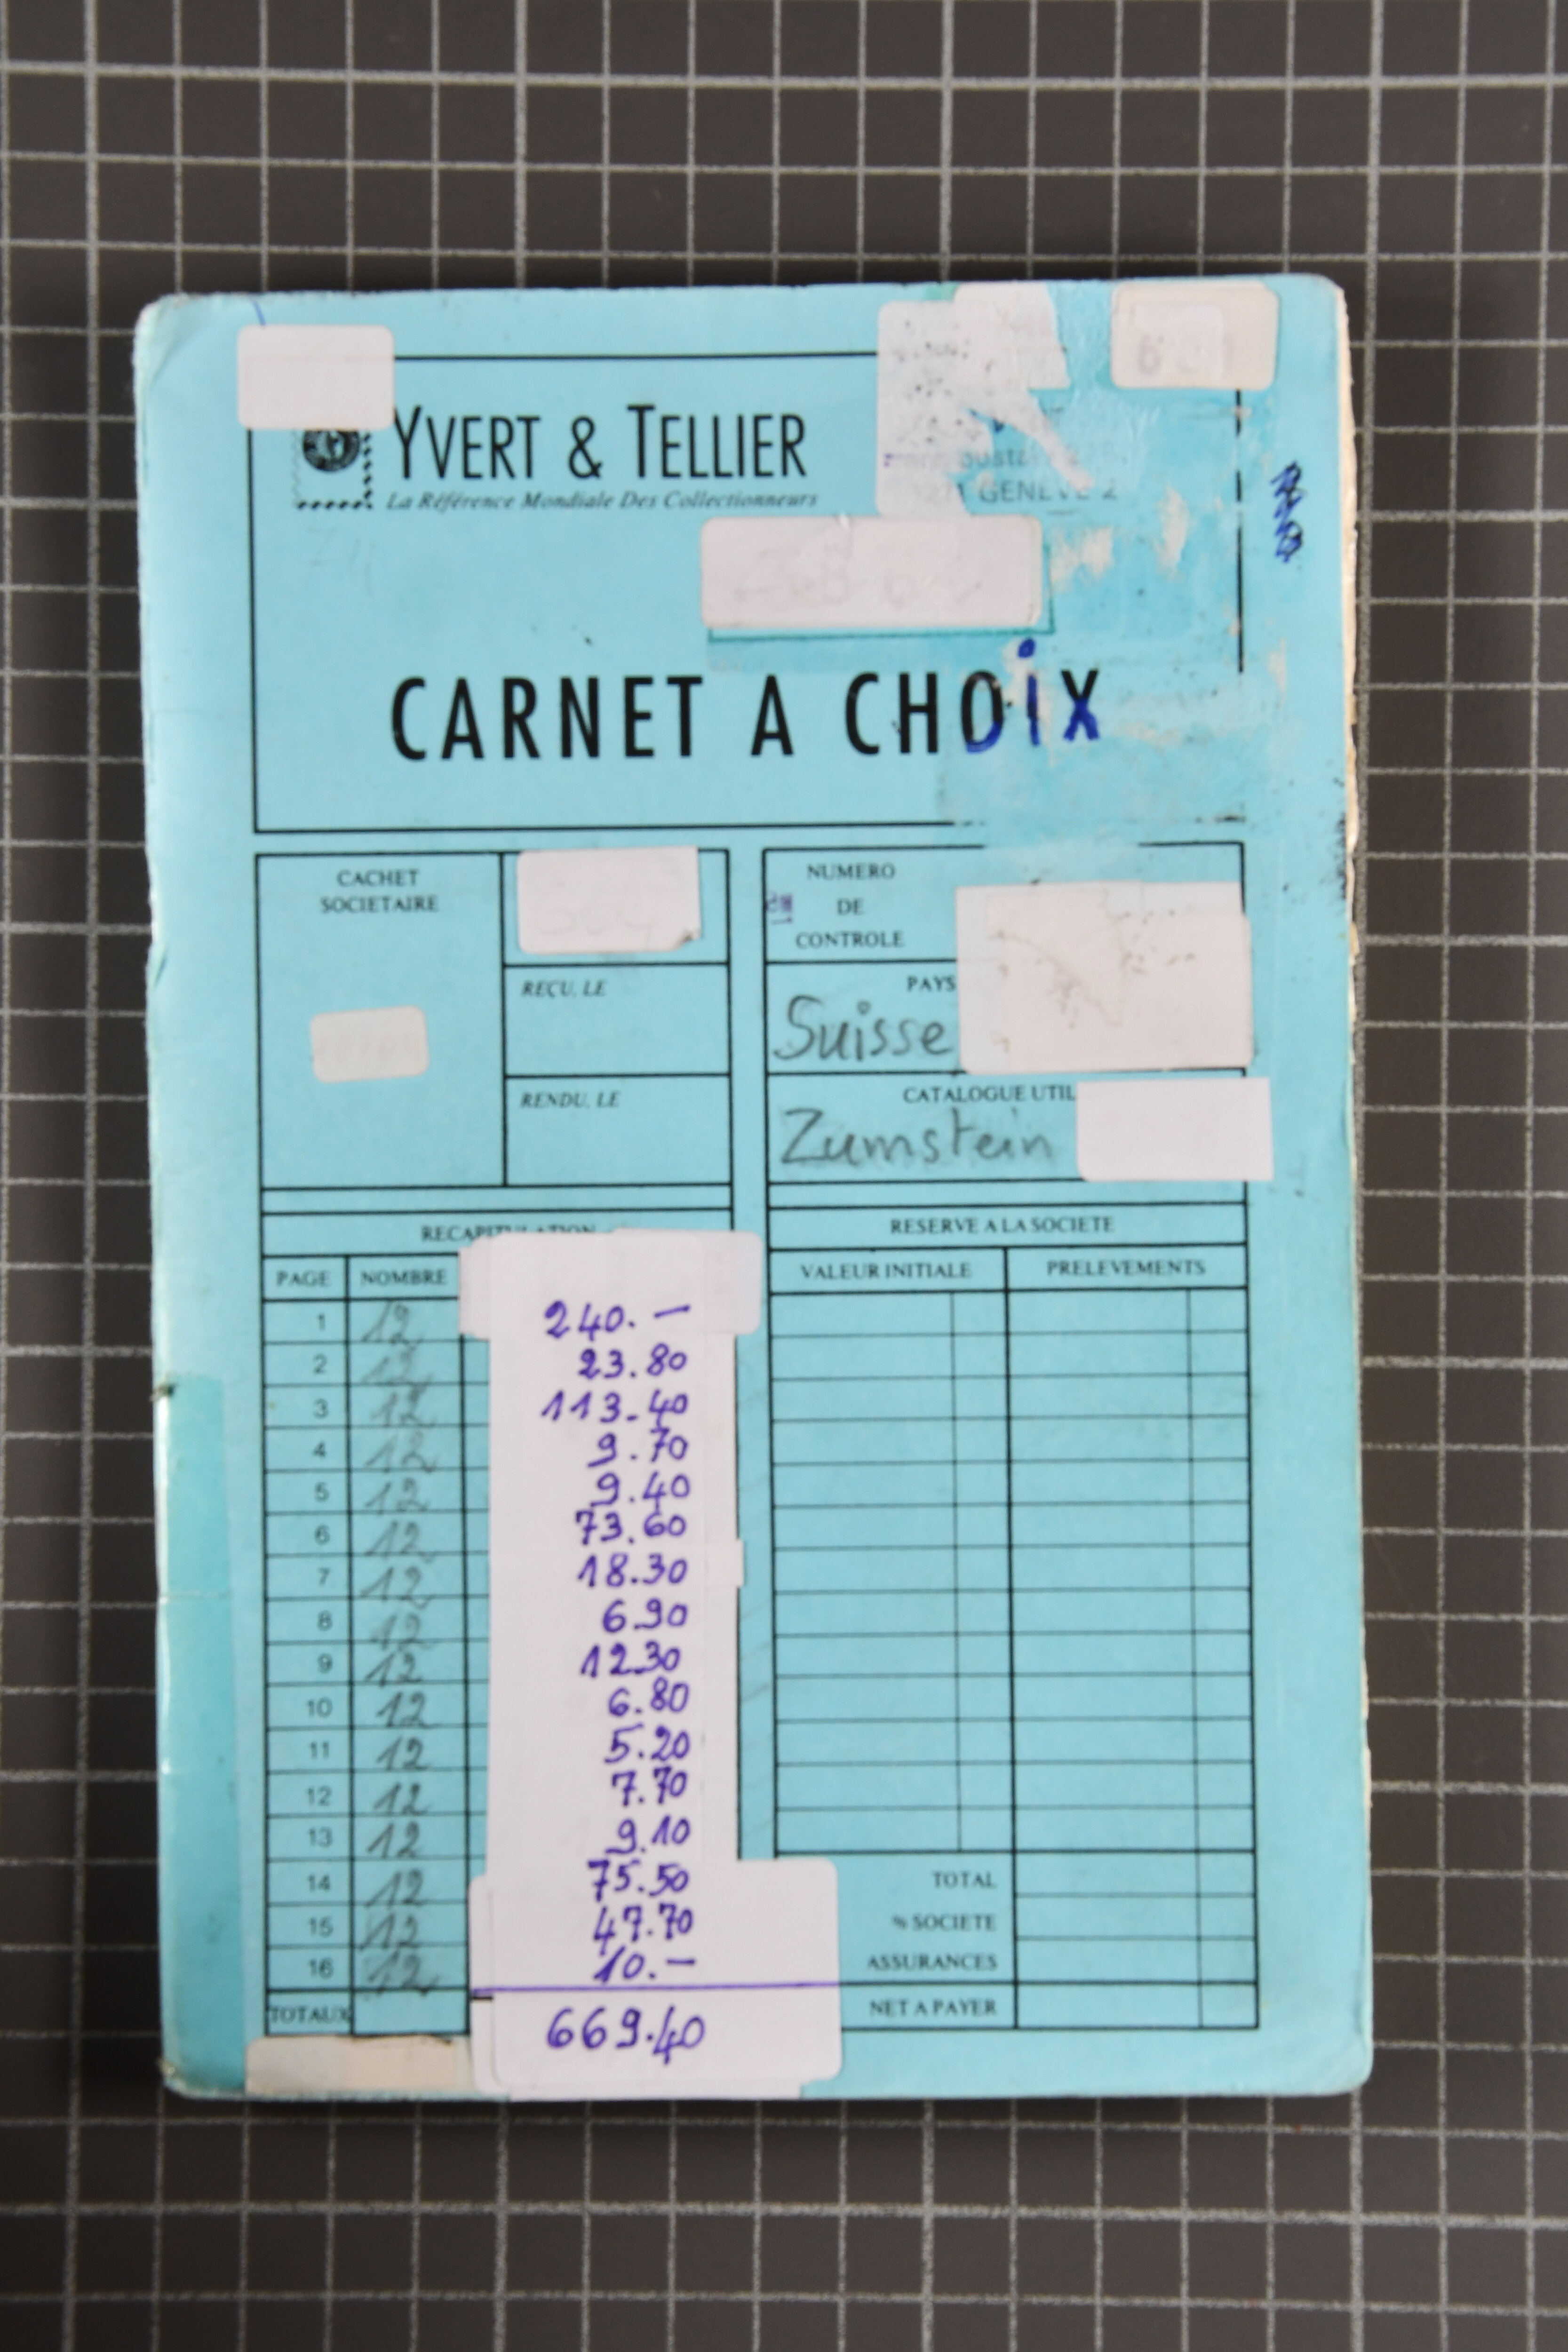 YVERT & TELLIER
La Référence Mondiale Des Collectionneurs
GENEVE 2
CARNET A CHOiX
CACHET
SOCIETAIRE
REÇU, LE
RENDU, LE
NUMERO
DE
CONTROLE
PAYS
Suisse
CATALOGUE UTIL
Zumstein
RECAPITULATION
PAGE NOMBRE
1 12 240.—
2 12 23.80
3 12 113.40
4 12 9.70
5 12 9.40
6 12 73.60
7 12 18.30
8 12 6.90
9 12 12.30
10 12 6.80
11 12 5.20
12 12 7.70
13 12 9.10
14 12 75.50
15 12 47.70
16 12 10.—
TOTAUX 669.40
RESERVE A LA SOCIETE
VALEUR INITIALE PRELEVEMENTS
TOTAL
% SOCIETE
ASSURANCES
NET A PAYER